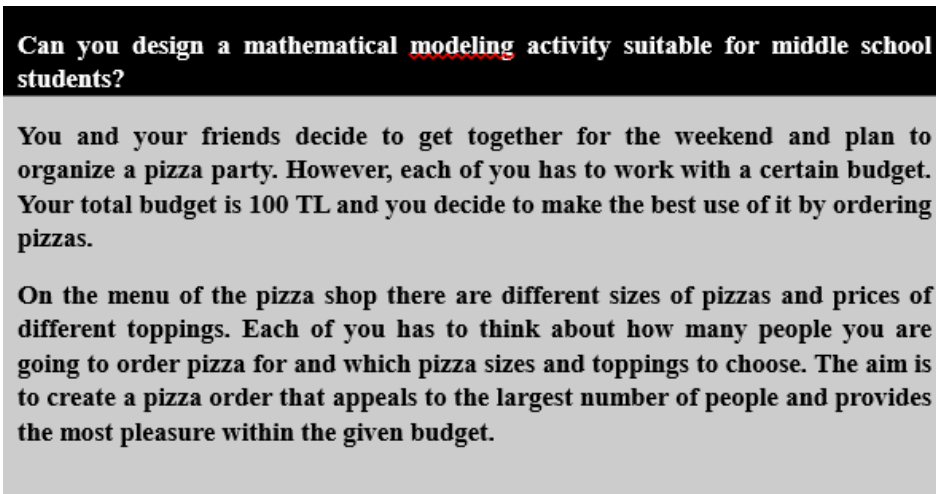 Can you design a mathematical modeling activity suitable for middle school
students?
You and your friends decide to get together for the weekend and plan to
organize a pizza party. However, each of you has to work with a certain budget.
Your total budget is 100 TL and you decide to make the best use of it by ordering
pizzas.
On the menu of the pizza shop there are different sizes of pizzas and prices of
different toppings. Each of you has to think about how many people you are
going to order pizza for and which pizza sizes and toppings to choose. The aim is
to create a pizza order that appeals to the largest number of people and provides
the most pleasure within the given budget.